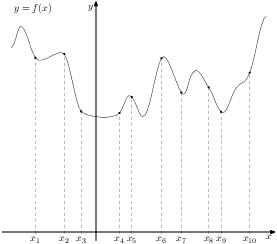 y = f(x)
y
x₁ x₂ x₃ x₄ x₅ x₆ x₇ x₈ x₉ x₁₀ x